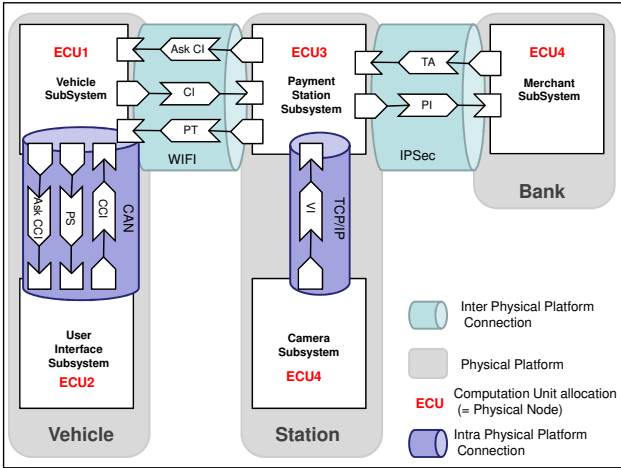 ECU1
Vehicle
SubSystem
Ask CI
CI
PT
WIFI
ECU3
Payment
Station
Subsystem
TA
PI
IPSec
ECU4
Merchant
SubSystem
Bank
Ask CCI
PS
CCI
CAN
VI
TCP/IP
User
Interface
Subsystem
ECU2
Vehicle
Camera
Subsystem
ECU4
Station
Inter Physical Platform
Connection
Physical Platform
ECU Computation Unit allocation
(= Physical Node)
Intra Physical Platform
Connection